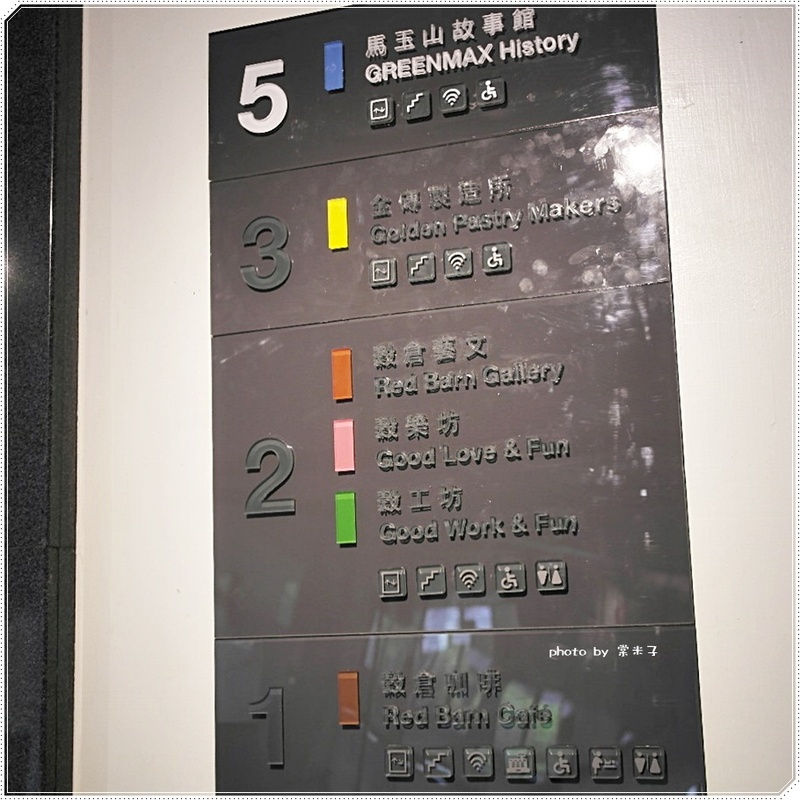 5
馬玉山故事館
GREENMAX History
3
金磚製造所
Golden Pastry Makers
2
穀倉藝文
Red Barn Gallery
穀樂坊
Good Love & Fun
穀工坊
Good Work & Fun
photo by 棠米子
1
穀倉咖啡
Red Barn Café